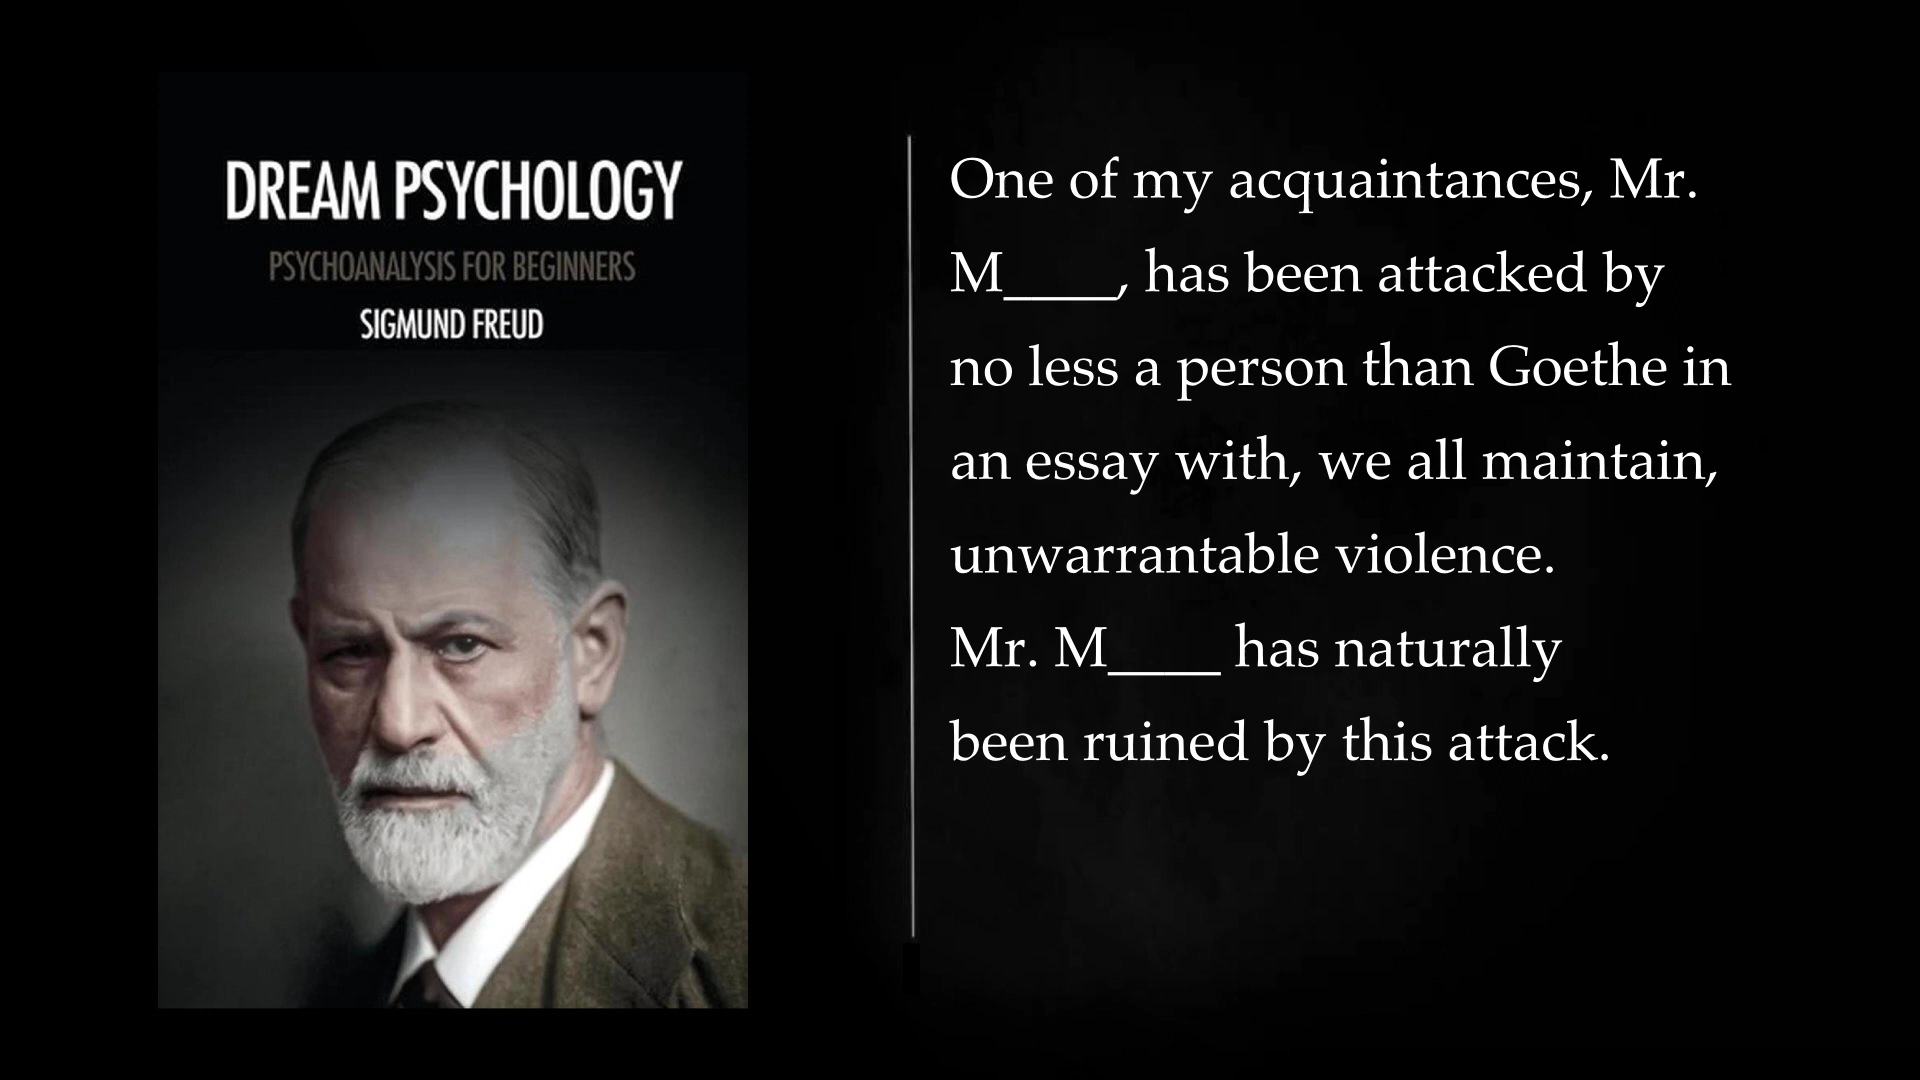 DREAM PSYCHOLOGY
PSYCHOANALYSIS FOR BEGINNERS
SIGMUND FREUD
One of my acquaintances, Mr.
M____, has been attacked by
no less a person than Goethe in
an essay with, we all maintain,
unwarrantable violence.
Mr. M____ has naturally
been ruined by this attack.